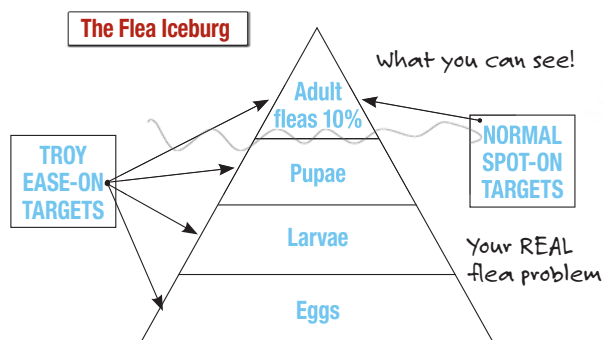 The Flea Iceburg
What you can see!
Adult
fleas 10%
NORMAL
SPOT-ON
TARGETS
TROY
EASE-ON
TARGETS
Pupae
Larvae
Your REAL
flea problem
Eggs